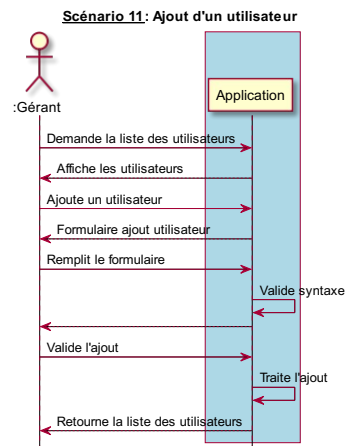 Scénario 11: Ajout d'un utilisateur
:Gérant
Application
Demande la liste des utilisateurs
Affiche les utilisateurs
Ajoute un utilisateur
Formulaire ajout utilisateur
Remplit le formulaire
Valide syntaxe
Valide l'ajout
Traite l'ajout
Retourne la liste des utilisateurs